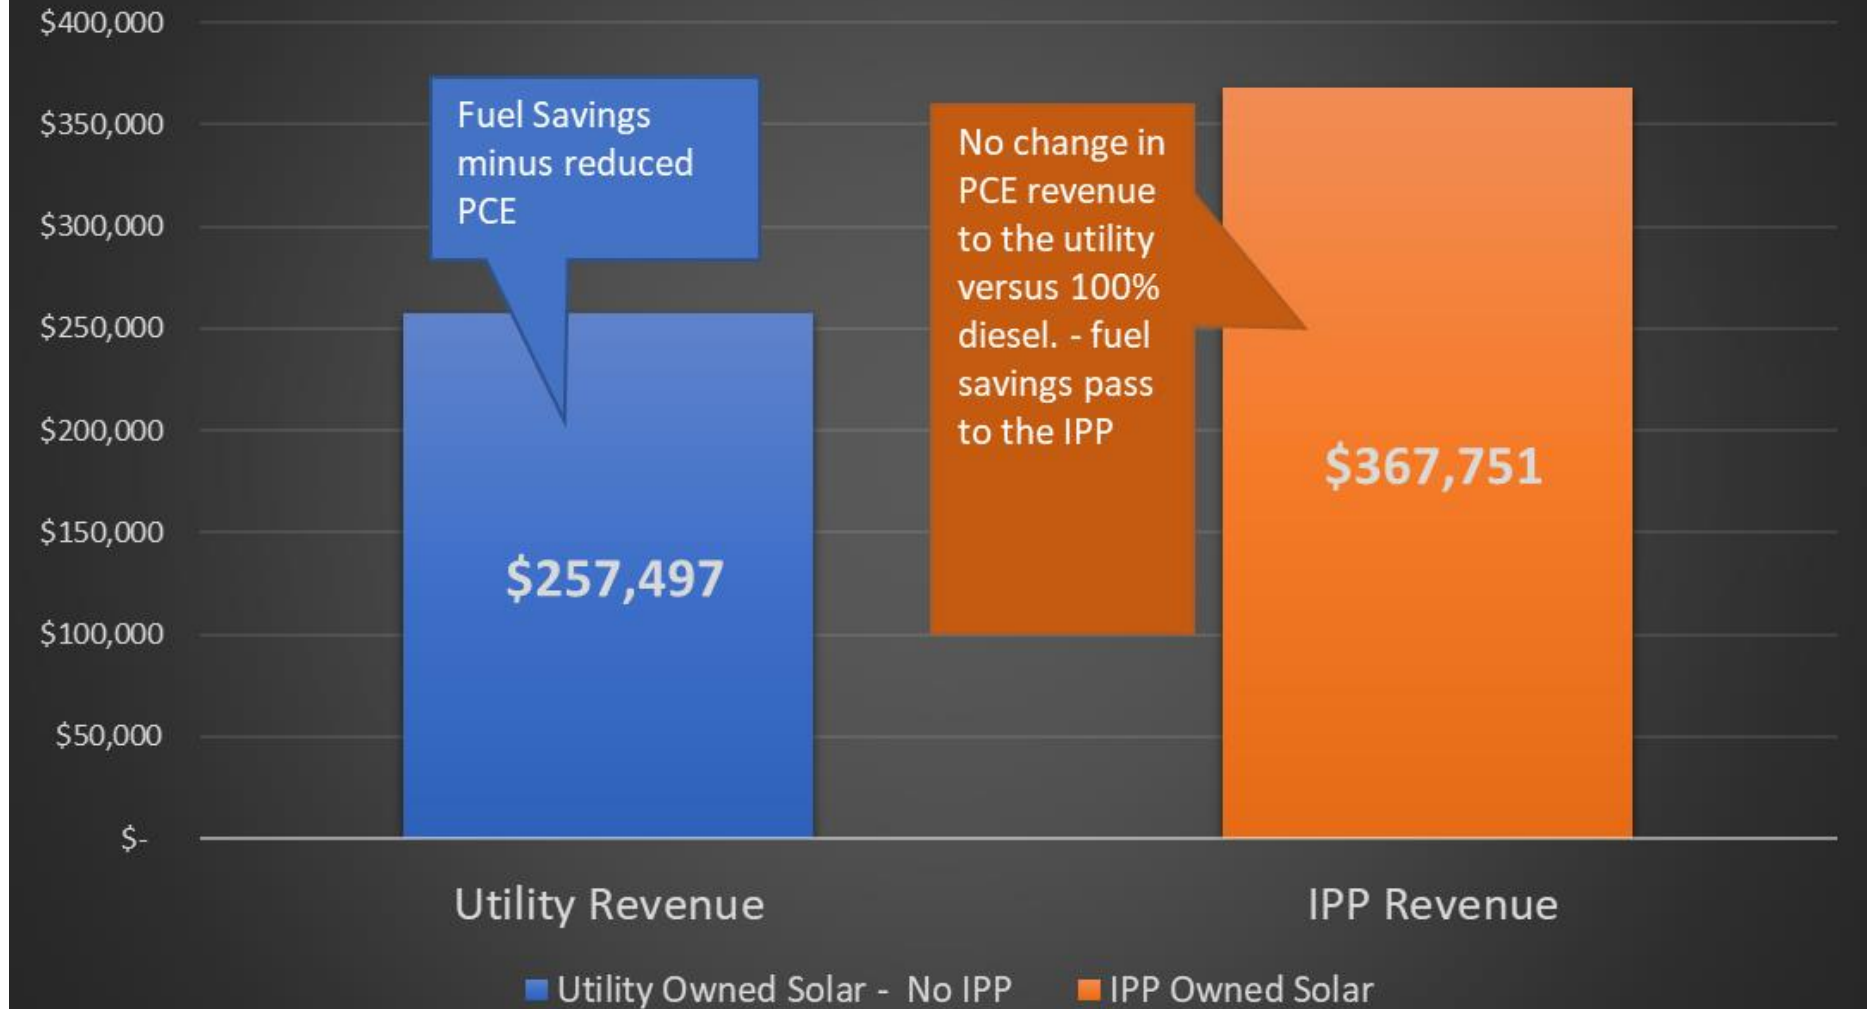 $400,000
$350,000
$300,000
$250,000
$200,000
$150,000
$100,000
$50,000
$-
Fuel Savings
minus reduced
PCE
$257,497
No change in
PCE revenue
to the utility
versus 100%
diesel. - fuel
savings pass
to the IPP
$367,751
Utility Revenue
IPP Revenue
Utility Owned Solar - No IPP
IPP Owned Solar